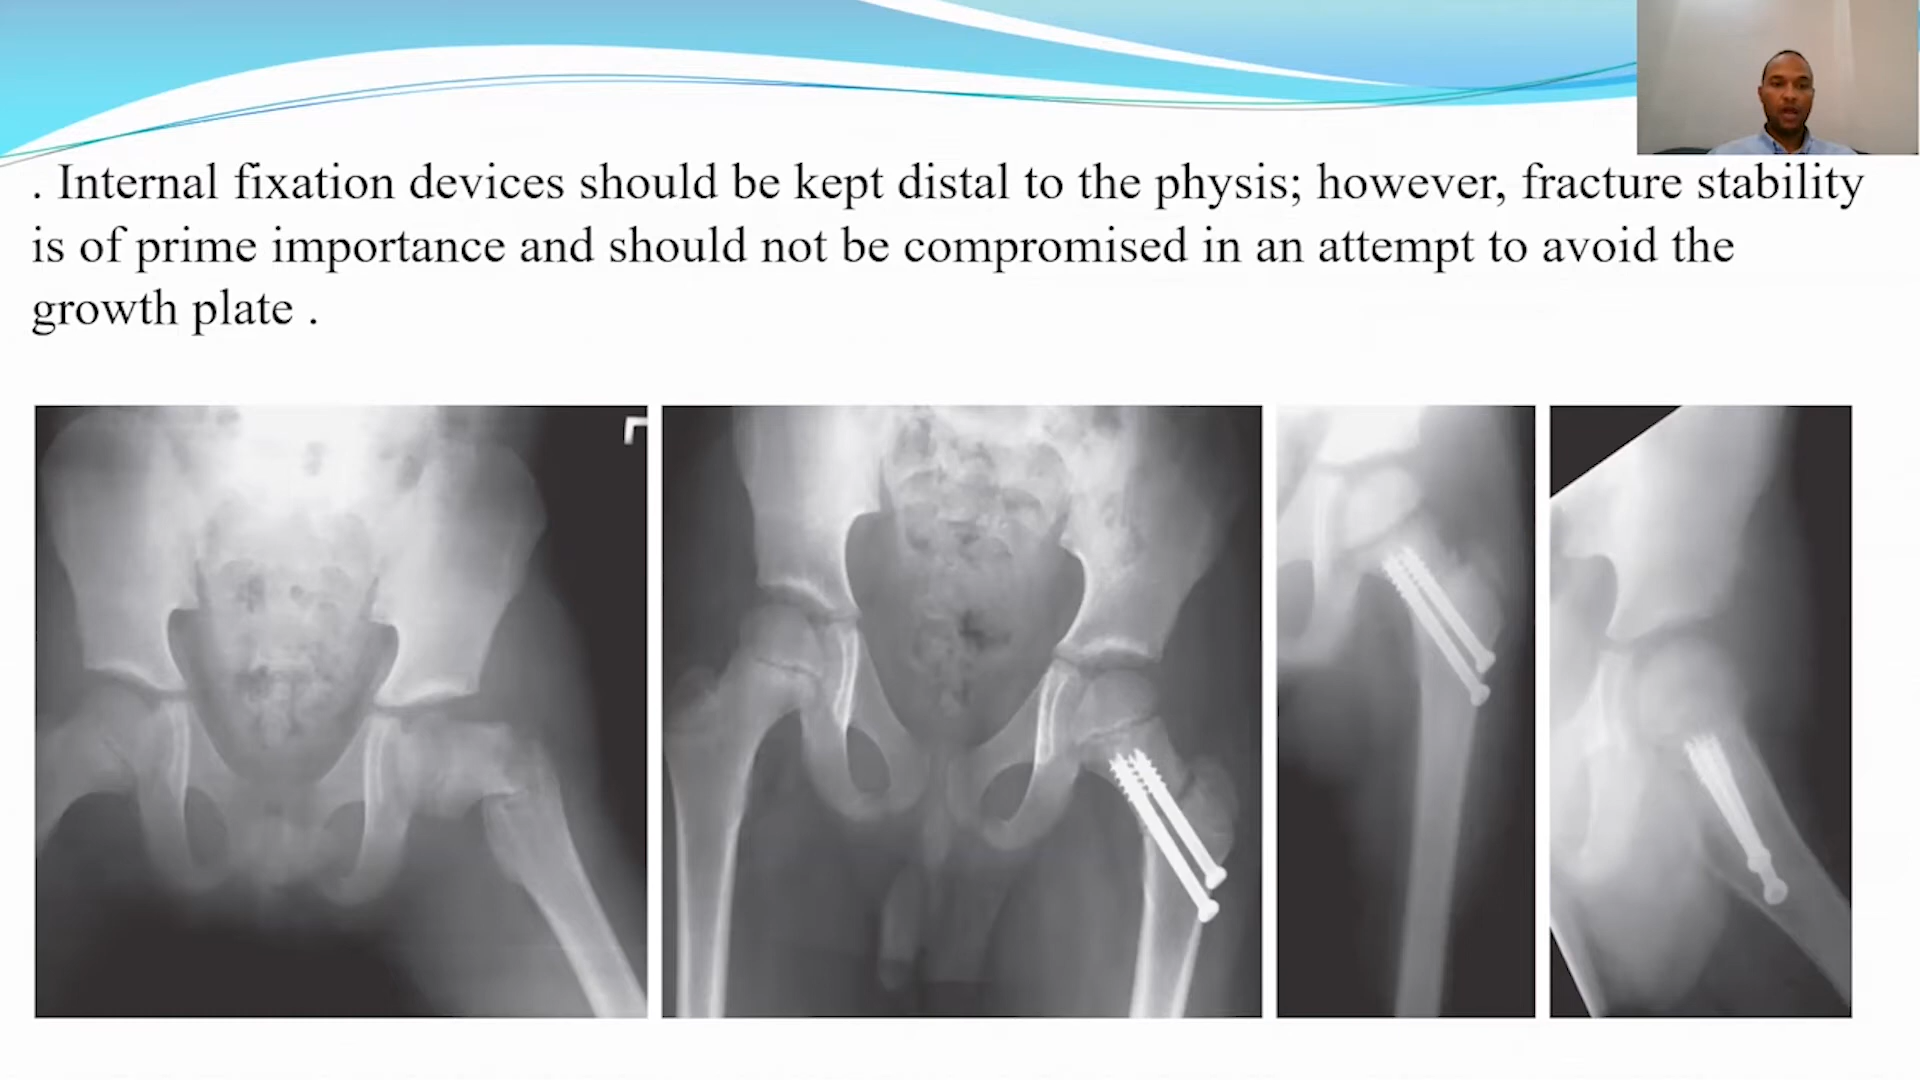 . Internal fixation devices should be kept distal to the physis; however, fracture stability
is of prime importance and should not be compromised in an attempt to avoid the
growth plate .